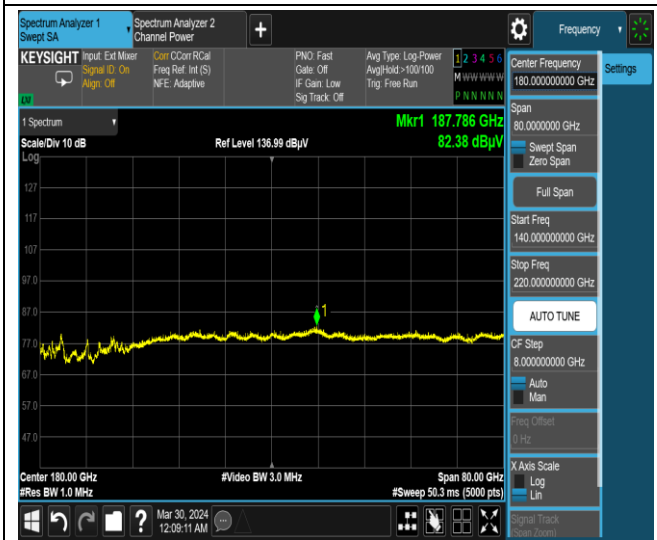 Spectrum Analyzer 1
Swept SA
Spectrum Analyzer 2
Channel Power
+
Frequency
KEYSIGHT
Input: Ext Mixer
Signal ID: On
Align: Off
Corr CCorr RCal
Freq Ref: Int (S)
NFE: Adaptive
PNO: Fast
Gate: Off
IF Gain: Low
Sig Track: Off
Avg Type: Log-Power
Avg|Hold:>100/100
Trig: Free Run
1 2 3 4 5 6
M W W W W W
P N N N N N
LXI
1 Spectrum
Scale/Div 10 dB
Log
Ref Level 136.99 dBµV
Mkr1 187.786 GHz
82.38 dBµV
127
117
107
97.0
87.0
77.0
67.0
57.0
47.0
1
Center 180.00 GHz
#Res BW 1.0 MHz
#Video BW 3.0 MHz
Span 80.00 GHz
#Sweep 50.3 ms (5000 pts)
Center Frequency
180.000000000 GHz
Settings
Span
80.0000000 GHz
Swept Span
Zero Span
Full Span
Start Freq
140.000000000 GHz
Stop Freq
220.000000000 GHz
AUTO TUNE
CF Step
8.000000000 GHz
Auto
Man
Freq Offset
0 Hz
X Axis Scale
Log
Lin
Signal Track
(Span Zoom)
?
Mar 30, 2024
12:09:11 AM